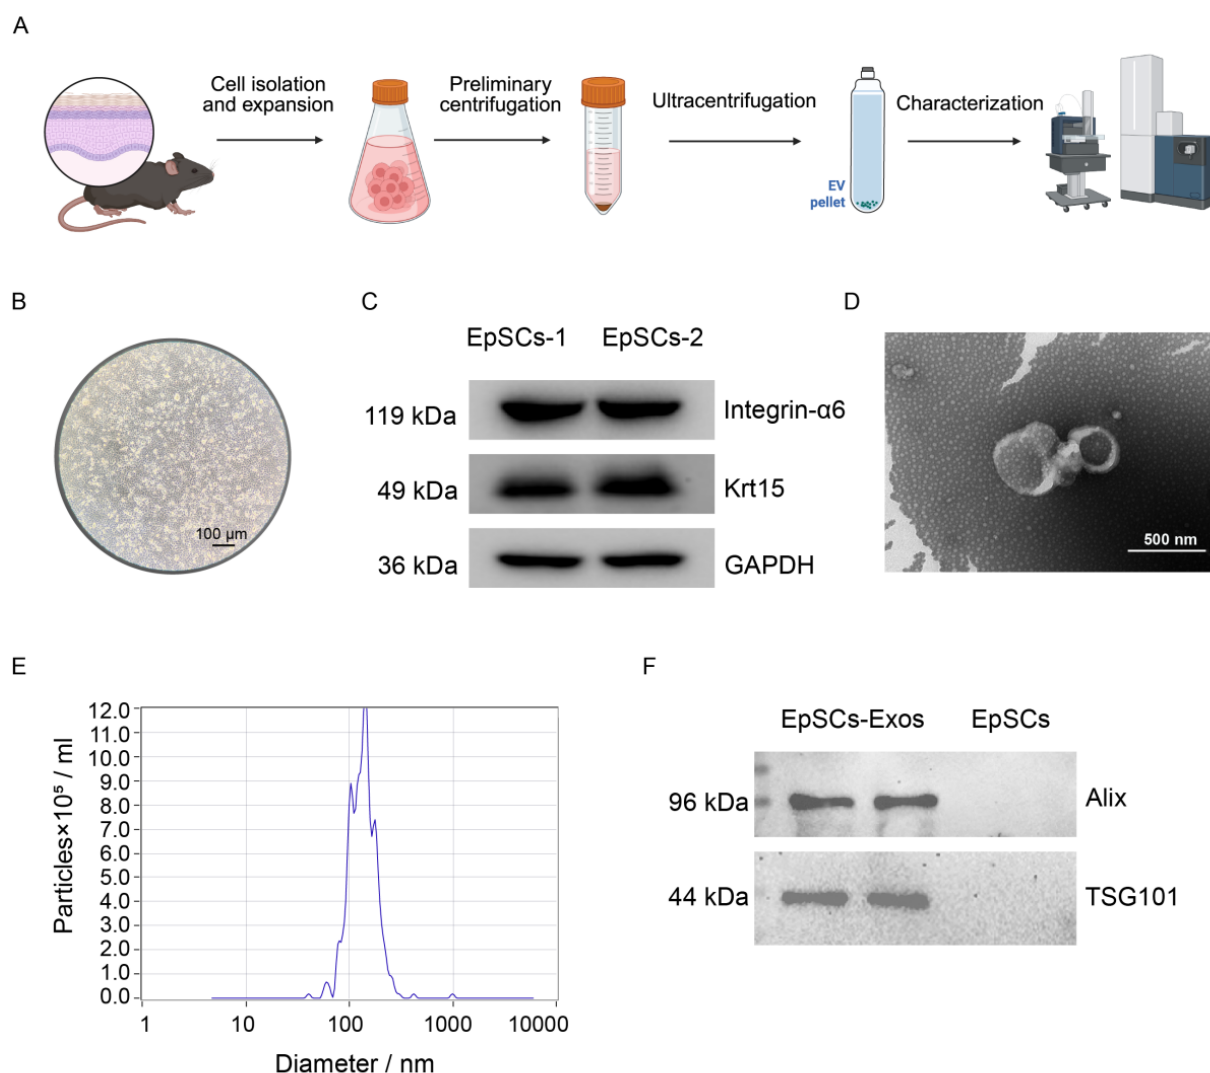 A
Cell isolation
and expansion
Preliminary
centrifugation
Ultracentrifugation
Characterization
EV
pellet
B
100 µm
C
EpSCs-1 EpSCs-2
119 kDa Integrin-α6
49 kDa Krt15
36 kDa GAPDH
D
500 nm
E
Particles×10⁵ / ml
12.0
11.0
10.0
9.0
8.0
7.0
6.0
5.0
4.0
3.0
2.0
1.0
0.0
1 10 100 1000 10000
Diameter / nm
F
EpSCs-Exos EpSCs
96 kDa Alix
44 kDa TSG101